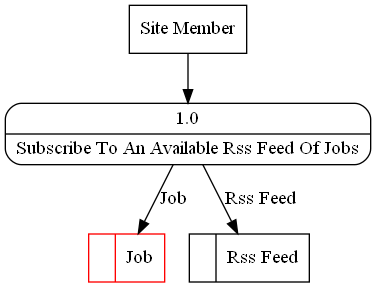 Site Member
1.0
Subscribe To An Available Rss Feed Of Jobs
Job
Rss Feed
Job
Rss Feed